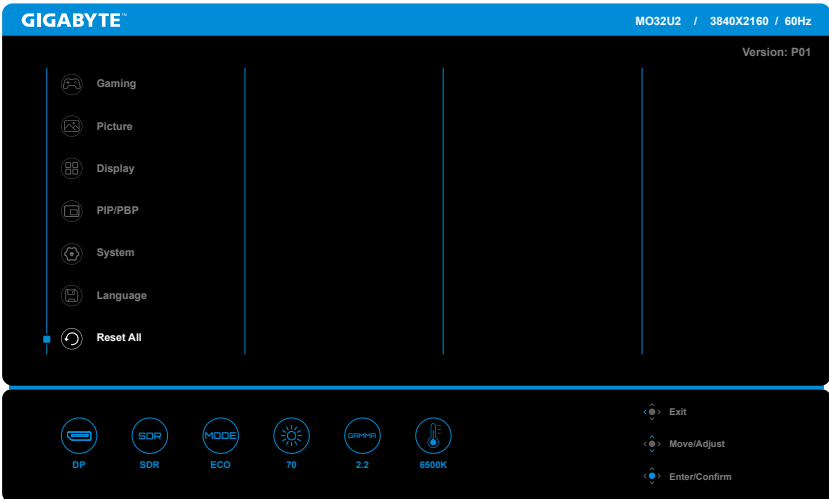 GIGABYTE™
MO32U2 / 3840X2160 / 60Hz
Version: P01
Gaming
Picture
Display
PIP/PBP
System
Language
Reset All
SDR
MODE
GAMMA
DP
SDR
ECO
70
2.2
6500K
Exit
Move/Adjust
Enter/Confirm